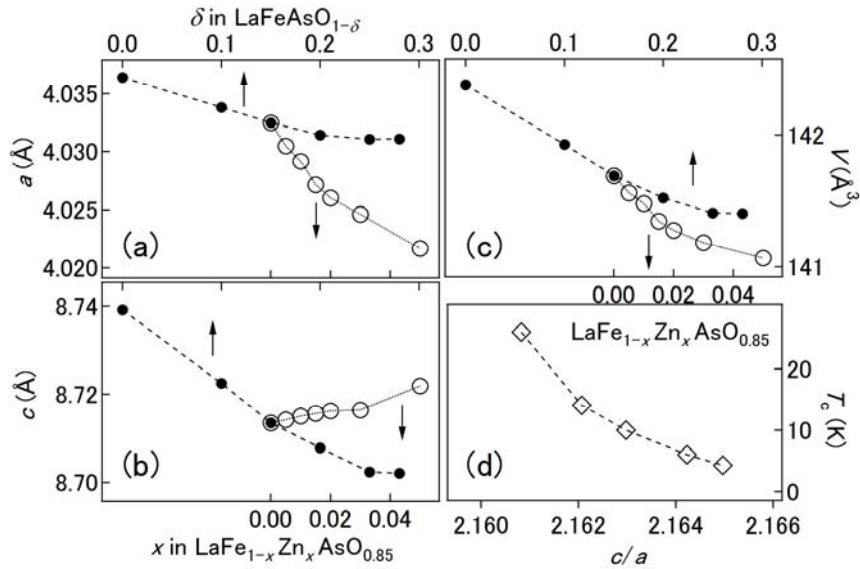 δ in LaFeAsO1-δ
0.0 0.1 0.2 0.3
0.0 0.1 0.2 0.3
4.035
4.030
4.025
4.020
a (Å)
(a)
142
141
V (Å3)
(c)
0.00 0.02 0.04
8.74
8.72
8.70
c (Å)
(b)
0.00 0.02 0.04
x in LaFe1-xZnxAsO0.85
LaFe1-xZnxAsO0.85
20
10
0
Tc (K)
(d)
2.160 2.162 2.164 2.166
c/a